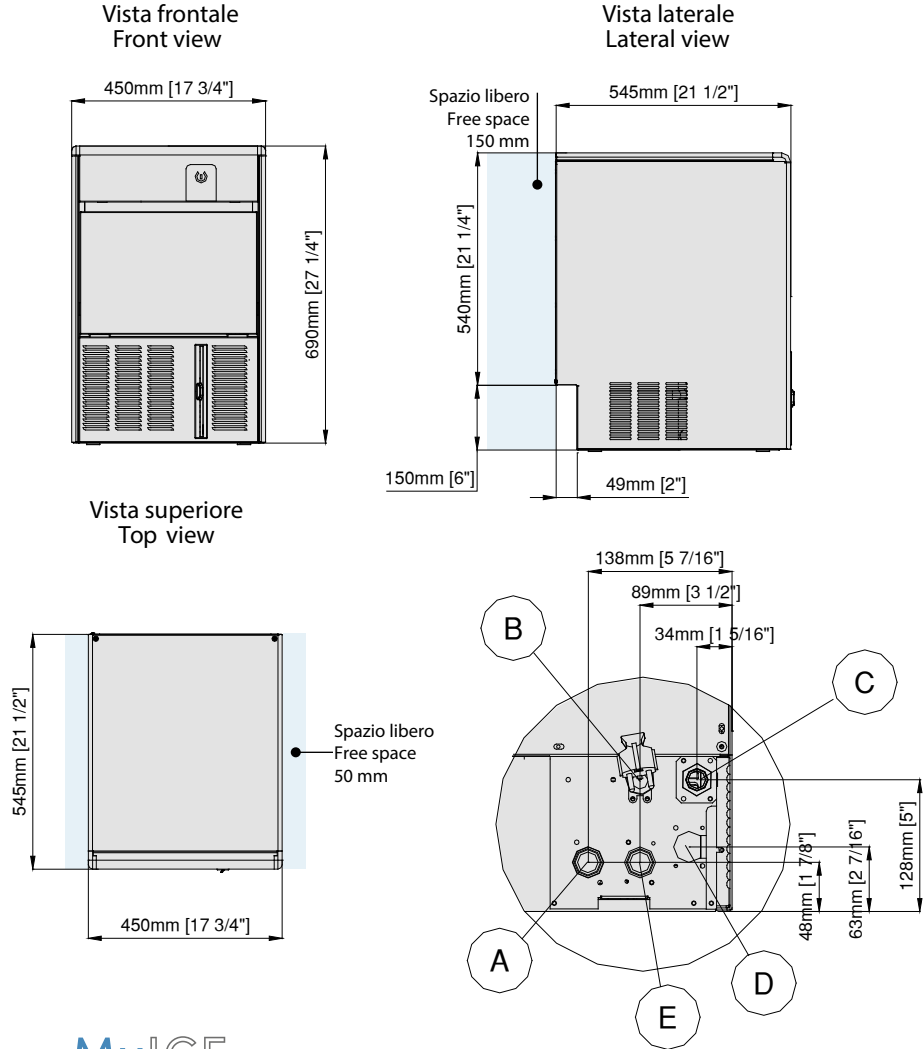 Vista frontale
Front view
450mm [17 3/4"]
690mm [27 1/4"]
Vista laterale
Lateral view
Spazio libero
Free space
150 mm
545mm [21 1/2"]
540mm [21 1/4"]
150mm [6"]
49mm [2"]
Vista superiore
Top view
545mm [21 1/2"]
450mm [17 3/4"]
Spazio libero
Free space
50 mm
138mm [5 7/16"]
89mm [3 1/2"]
34mm [1 5/16"]
B
C
A
E
D
48mm [1 7/8"]
63mm [2 7/16"]
128mm [5"]
MyICE